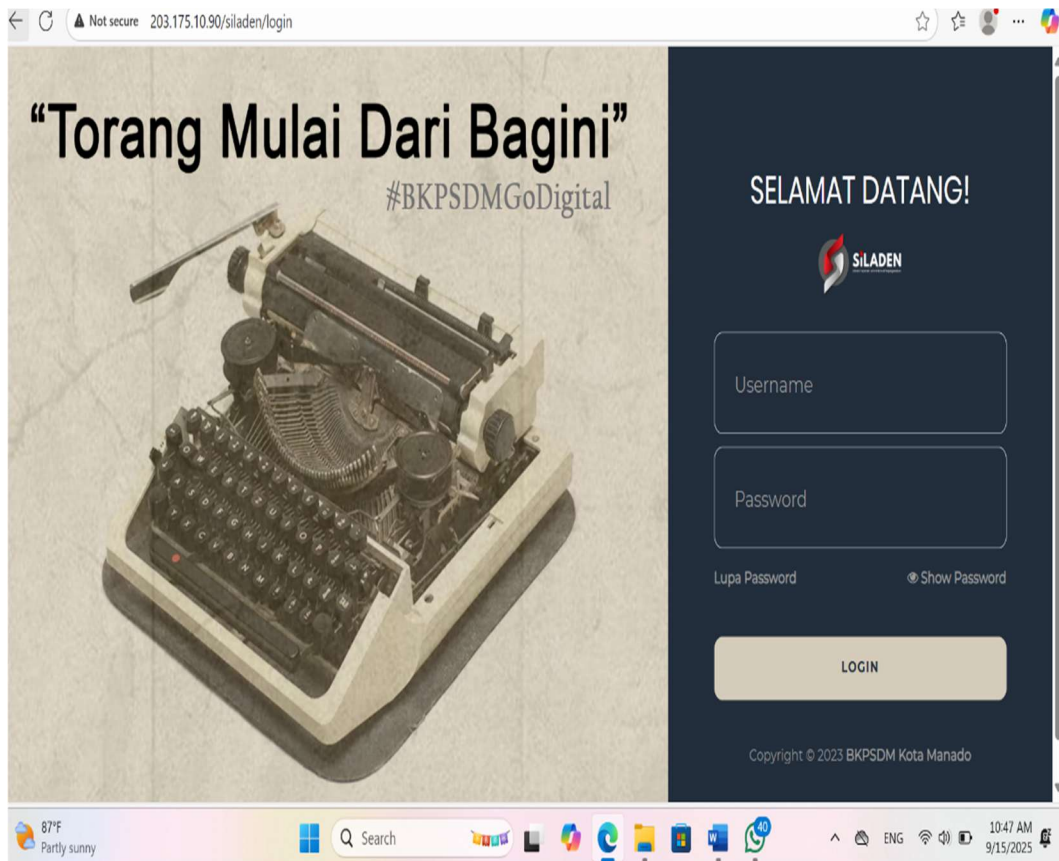 Not secure 203.175.10.90/siladen/login
“Torang Mulai Dari Bagini”
#BKPSDMGoDigital
SELAMAT DATANG!
SiLADEN
Username
Password
Lupa Password Show Password
LOGIN
Copyright © 2023 BKPSDM Kota Manado
87°F
Partly sunny
Search
40
ENG
10:47 AM
9/15/2025